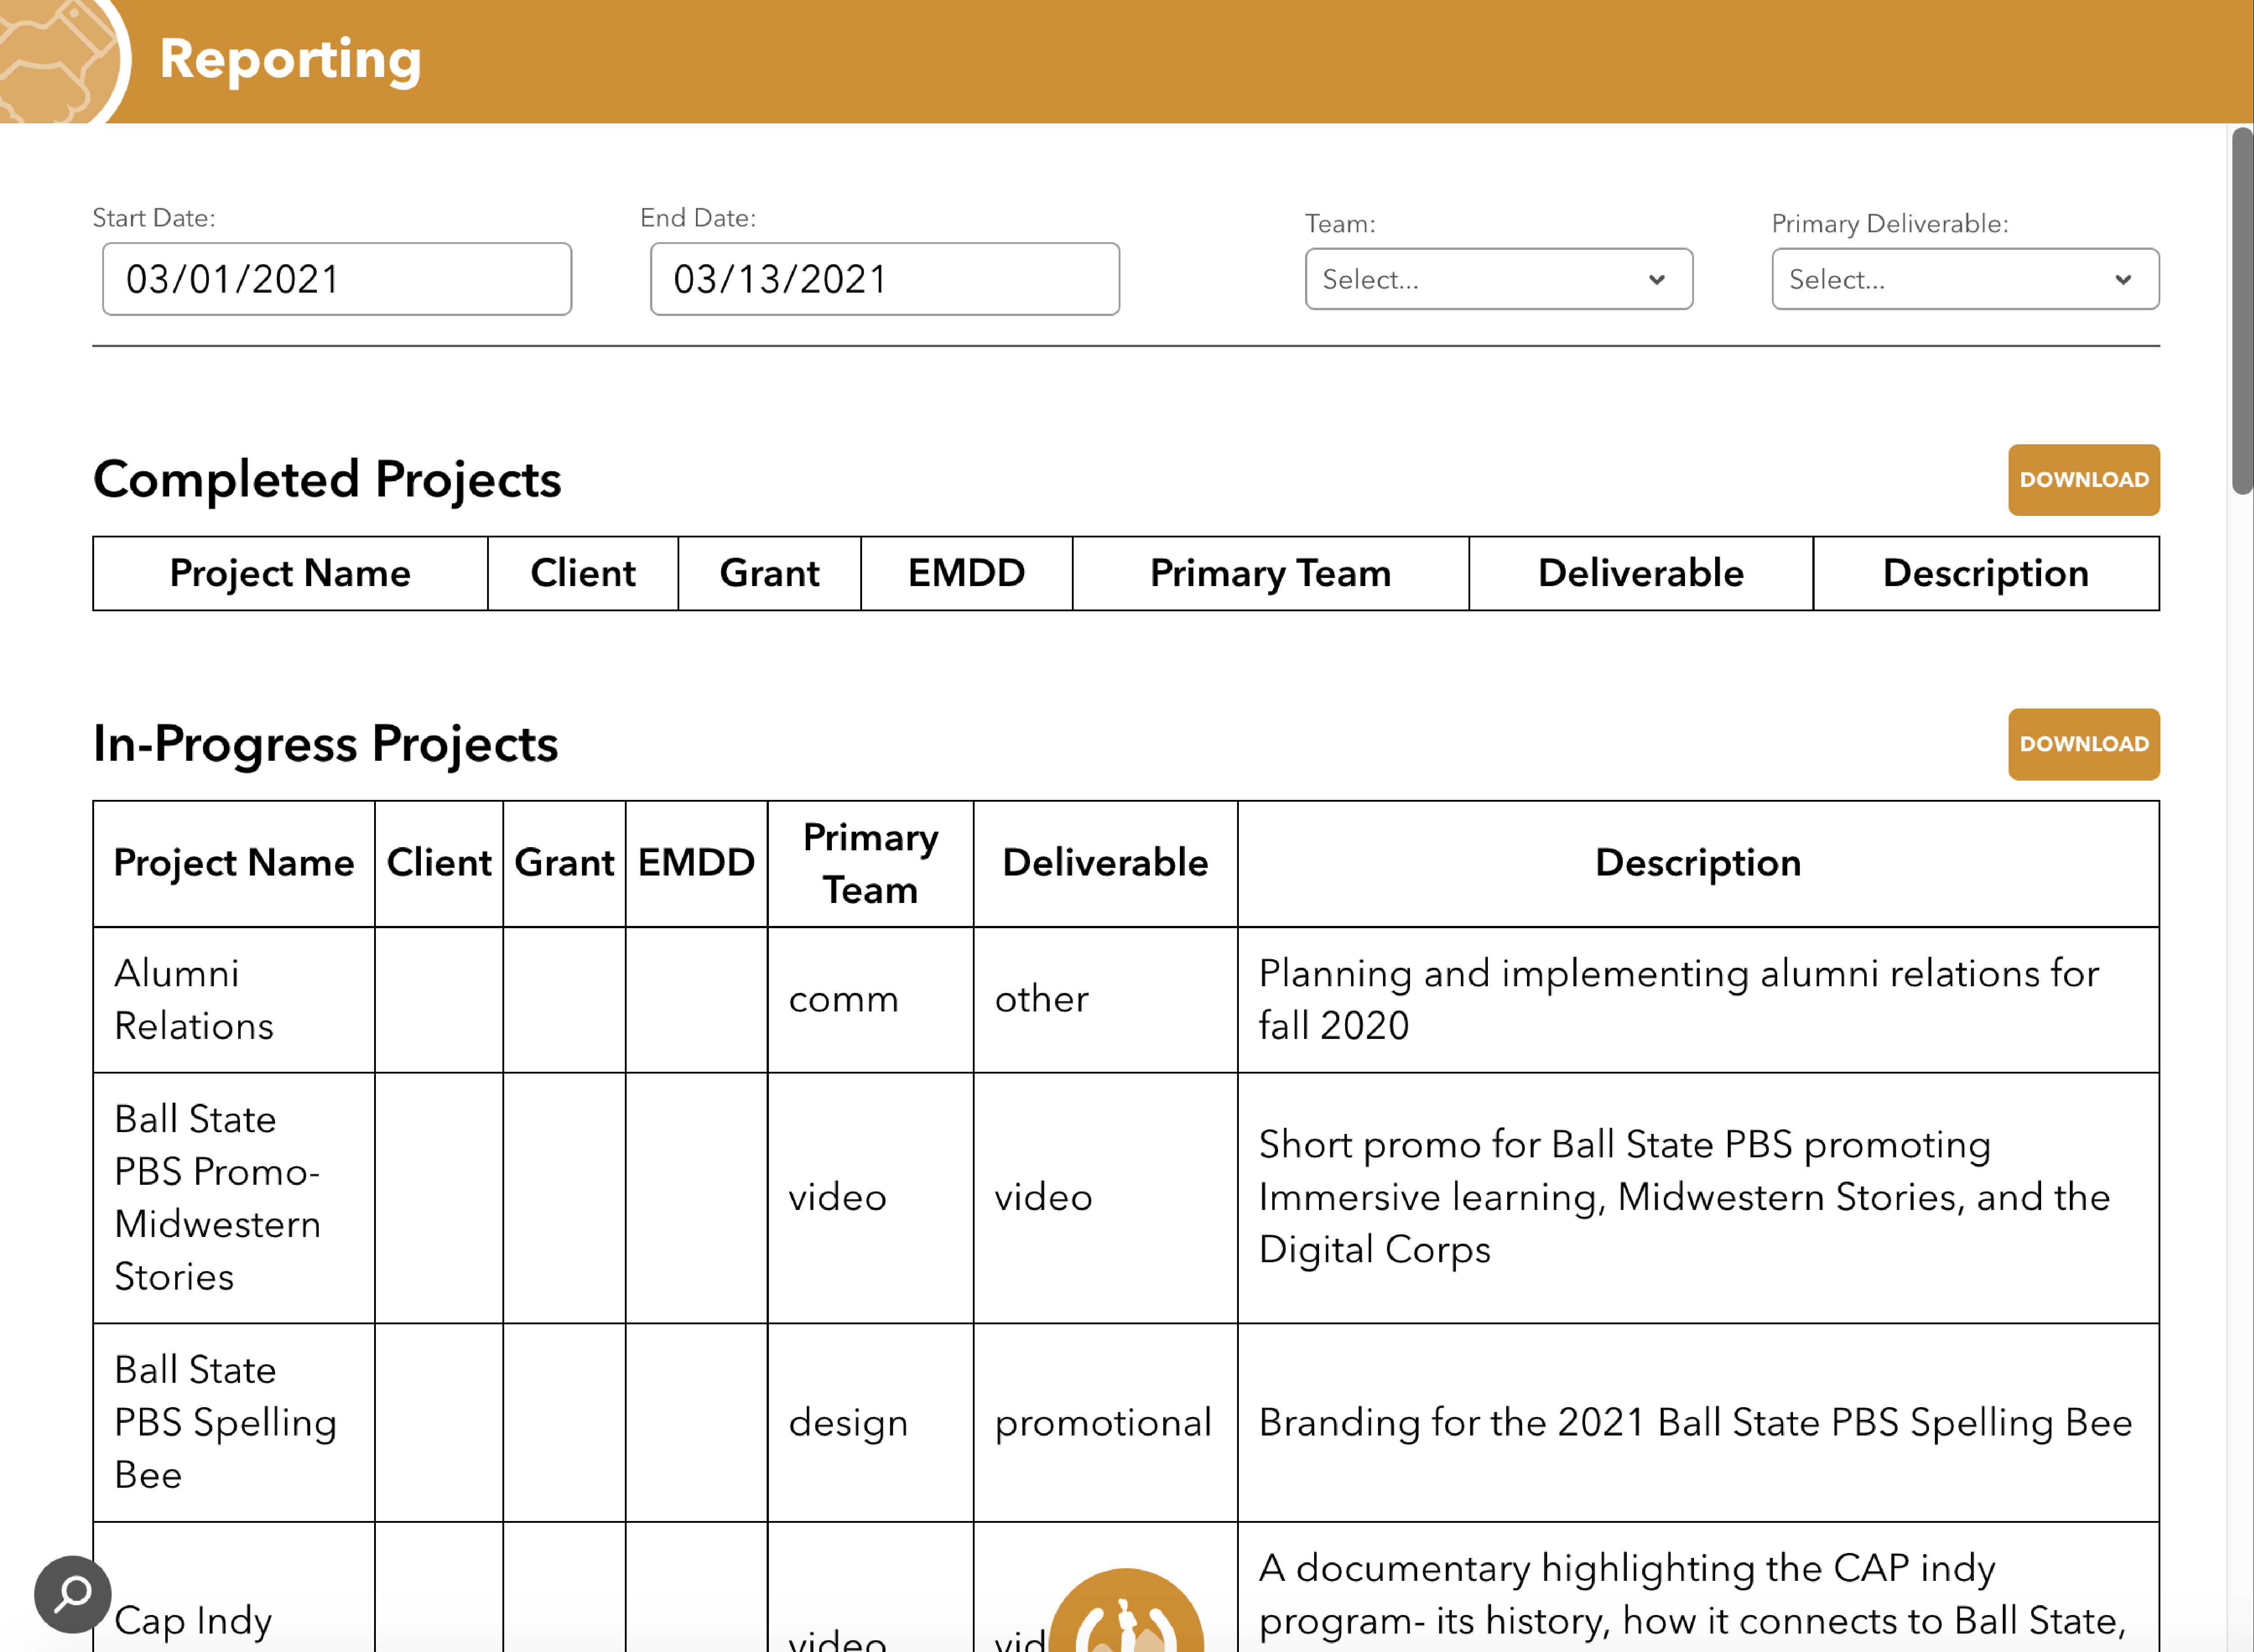 Reporting
Start Date:
End Date:
Team:
Primary Deliverable:
03/01/2021
03/13/2021
Select...
Select...
Completed Projects
DOWNLOAD
Project Name Client Grant EMDD Primary Team Deliverable Description
In-Progress Projects
DOWNLOAD
Project Name Client Grant EMDD Primary Team Deliverable Description
Alumni
Relations
comm
other
Planning and implementing alumni relations for
fall 2020
Ball State
PBS Promo-
Midwestern
Stories
video
video
Short promo for Ball State PBS promoting
Immersive learning, Midwestern Stories, and the
Digital Corps
Ball State
PBS Spelling
Bee
design
promotional
Branding for the 2021 Ball State PBS Spelling Bee
Cap Indy
video
A documentary highlighting the CAP indy
program- its history, how it connects to Ball State,